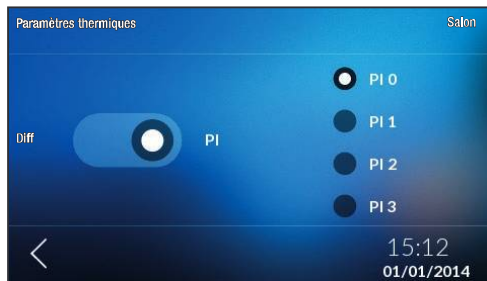 Paramètres thermiques
Salon
PI 0
PI 1
Diff
PI
PI 2
PI 3
15:12
01/01/2014